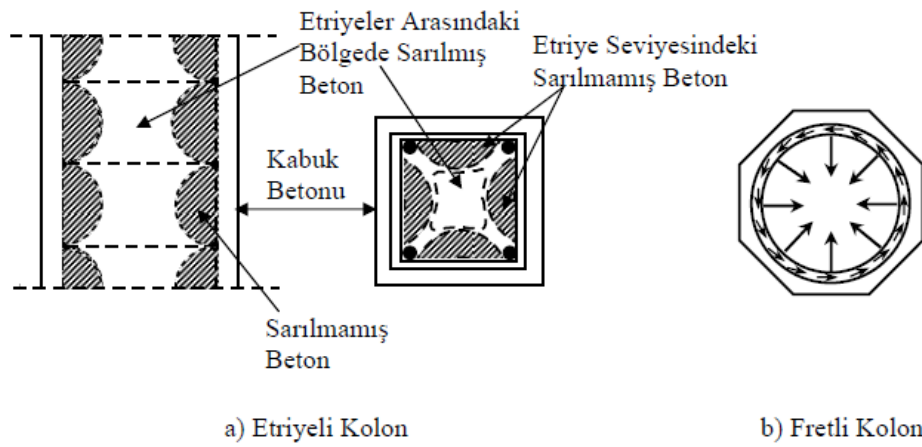 Etriyeler Arasındaki
Bölgede Sarılmış
Beton
Etriye Seviyesindeki
Sarılmamış Beton
Kabuk
Betonu
Sarılmamış
Beton
a) Etriyeli Kolon
b) Fretli Kolon